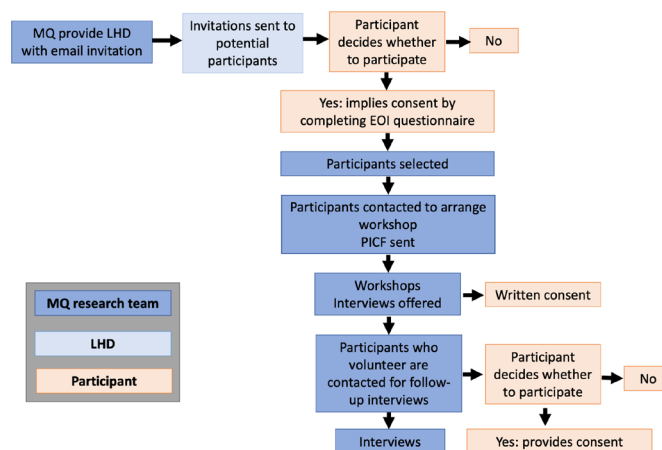 MQ provide LHD
with email invitation
Invitations sent to
potential
participants
Participant
decides whether
to participate
No
Yes: implies consent by
completing EOI questionnaire
Participants selected
Participants contacted to arrange
workshop
PICF sent
Workshops
Interviews offered
Written consent
Participants who
volunteer are
contacted for follow-
up interviews
Participant
decides whether
to participate
No
Interviews
Yes: provides consent
MQ research team
LHD
Participant